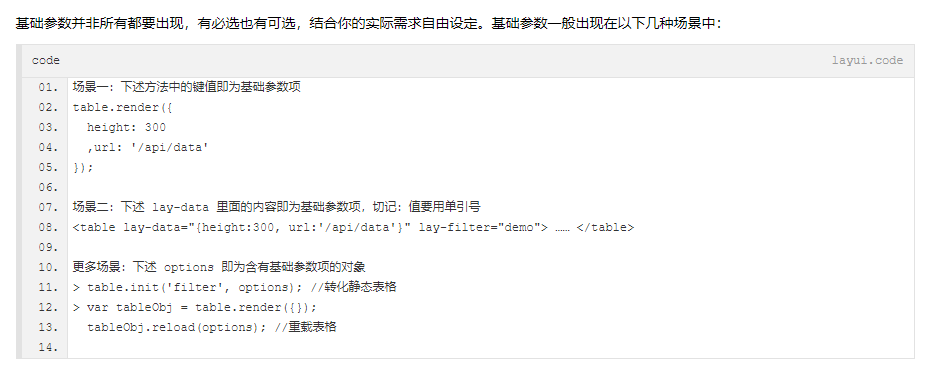 基础参数并非所有都要出现，有必选也有可选，结合你的实际需求自由设定。基础参数一般出现在以下几种场景中：
code layui.code
01. 场景一：下述方法中的键值即为基础参数项
02. table.render({
03.   height: 300
04.   ,url: '/api/data'
05. });
06.
07. 场景二：下述 lay-data 里面的内容即为基础参数项，切记：值要用单引号
08. <table lay-data="{height:300, url:'/api/data'}" lay-filter="demo"> …… </table>
09.
10. 更多场景：下述 options 即为含有基础参数项的对象
11. > table.init('filter', options); //转化静态表格
12. > var tableObj = table.render({});
13.   tableObj.reload(options); //重载表格
14.